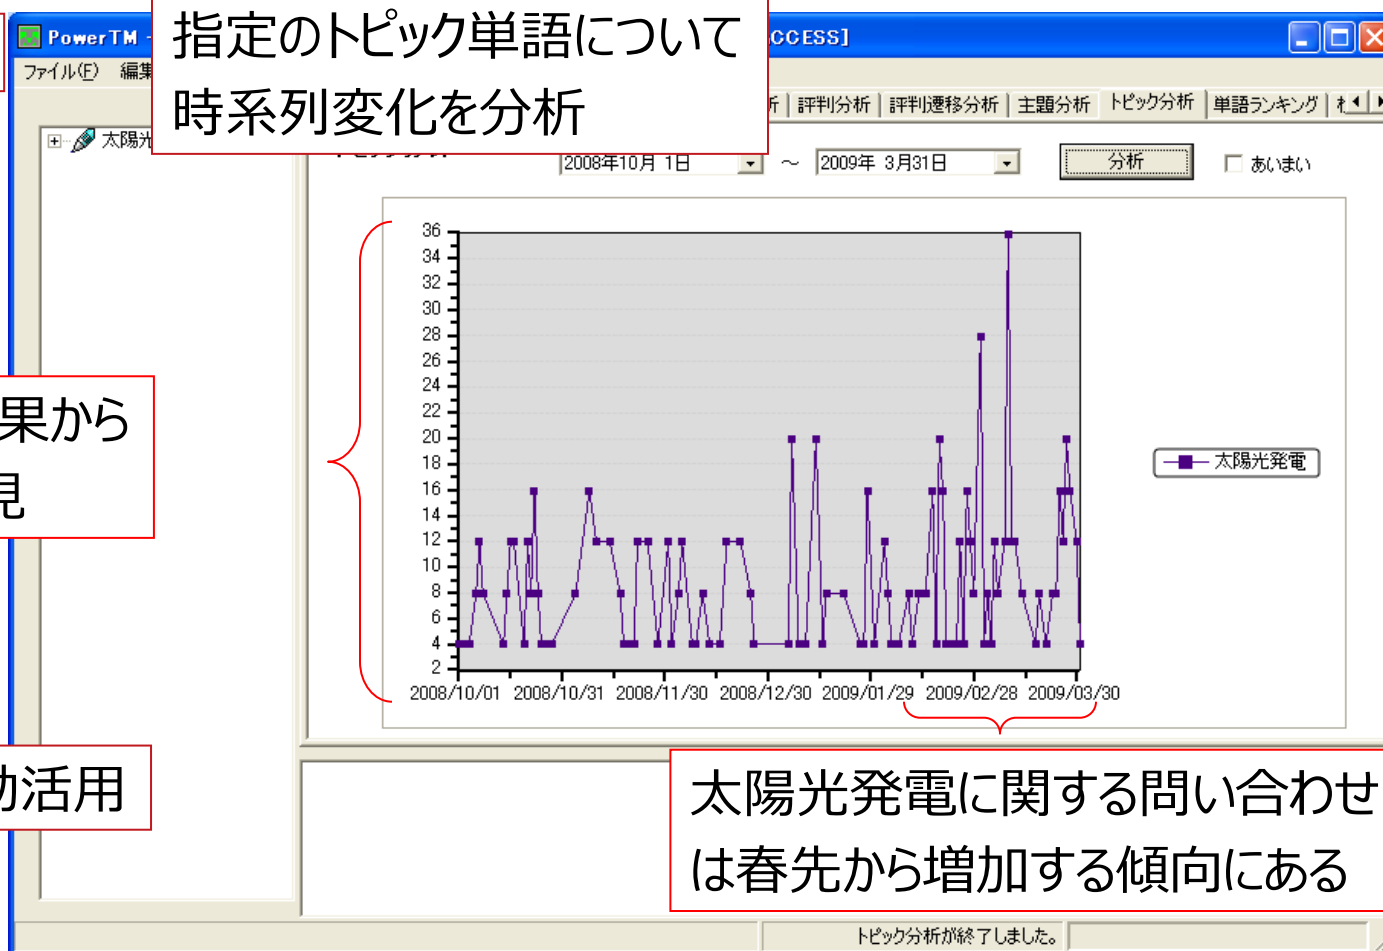 指定のトピック単語について
時系列変化を分析
PowerTM -
CCESS]
ファイル(F) 編集
評判分析 評判遷移分析 主題分析 トピック分析 単語ランキング
太陽光
2008年10月 1日 ～ 2009年 3月31日 分析 あいまい
36
34
32
30
28
26
24
22
20
18
16
14
12
10
8
6
4
2
2008/10/01 2008/10/31 2008/11/30 2008/12/30 2009/01/29 2009/02/28 2009/03/30
太陽光発電
果から
見
活用
太陽光発電に関する問い合わせ
は春先から増加する傾向にある
トピック分析が終了しました。